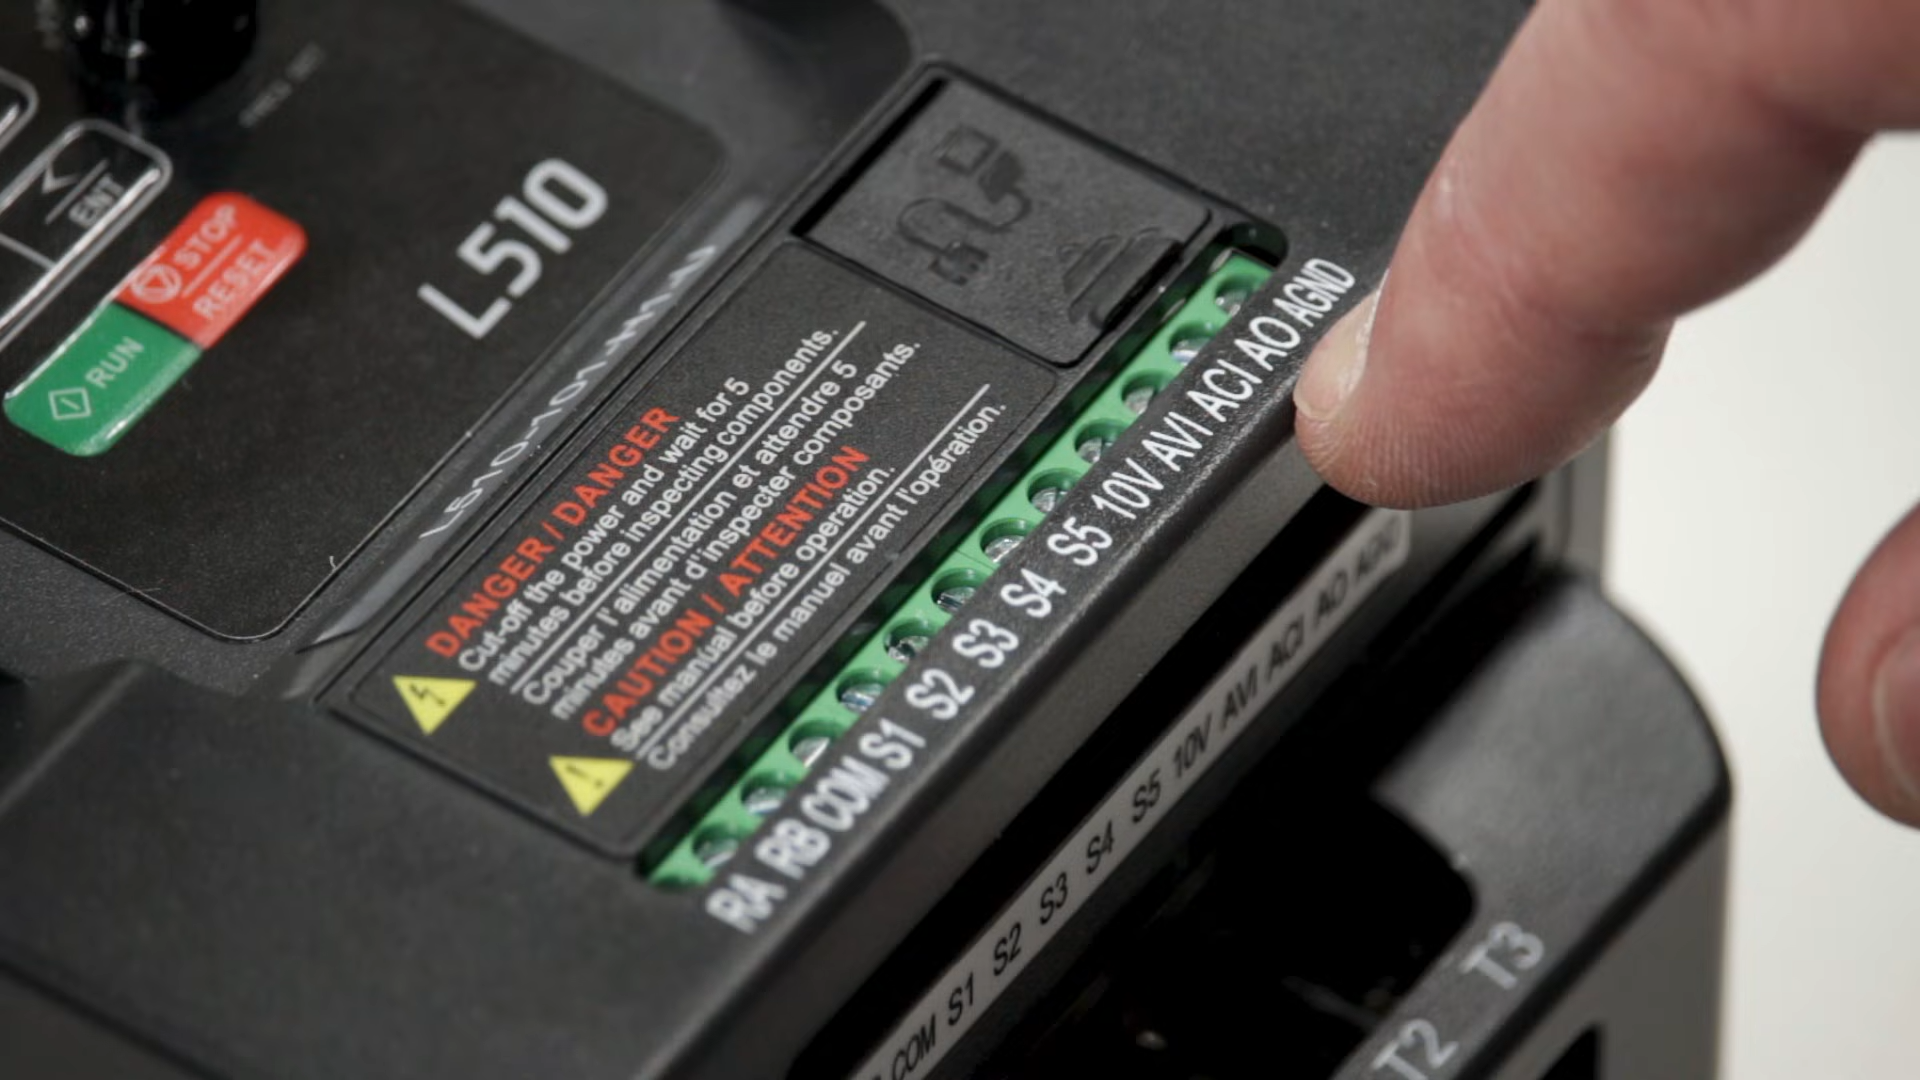 ENT
STOP
RESET
RUN
L510
L510-101-H1-U
DANGER / DANGER
Cut-off the power and wait for 5
minutes before inspecting components.
Couper l'alimentation et attendre 5
minutes avant d'inspecter composants.
CAUTION / ATTENTION
See manual before operation.
Consultez le manuel avant l'opération.
RA RB COM S1 S2 S3 S4 S5 10V AVI ACI AO AGND
COM S1 S2 S3 S4 S5 10V AVI ACI AO
T2 T3